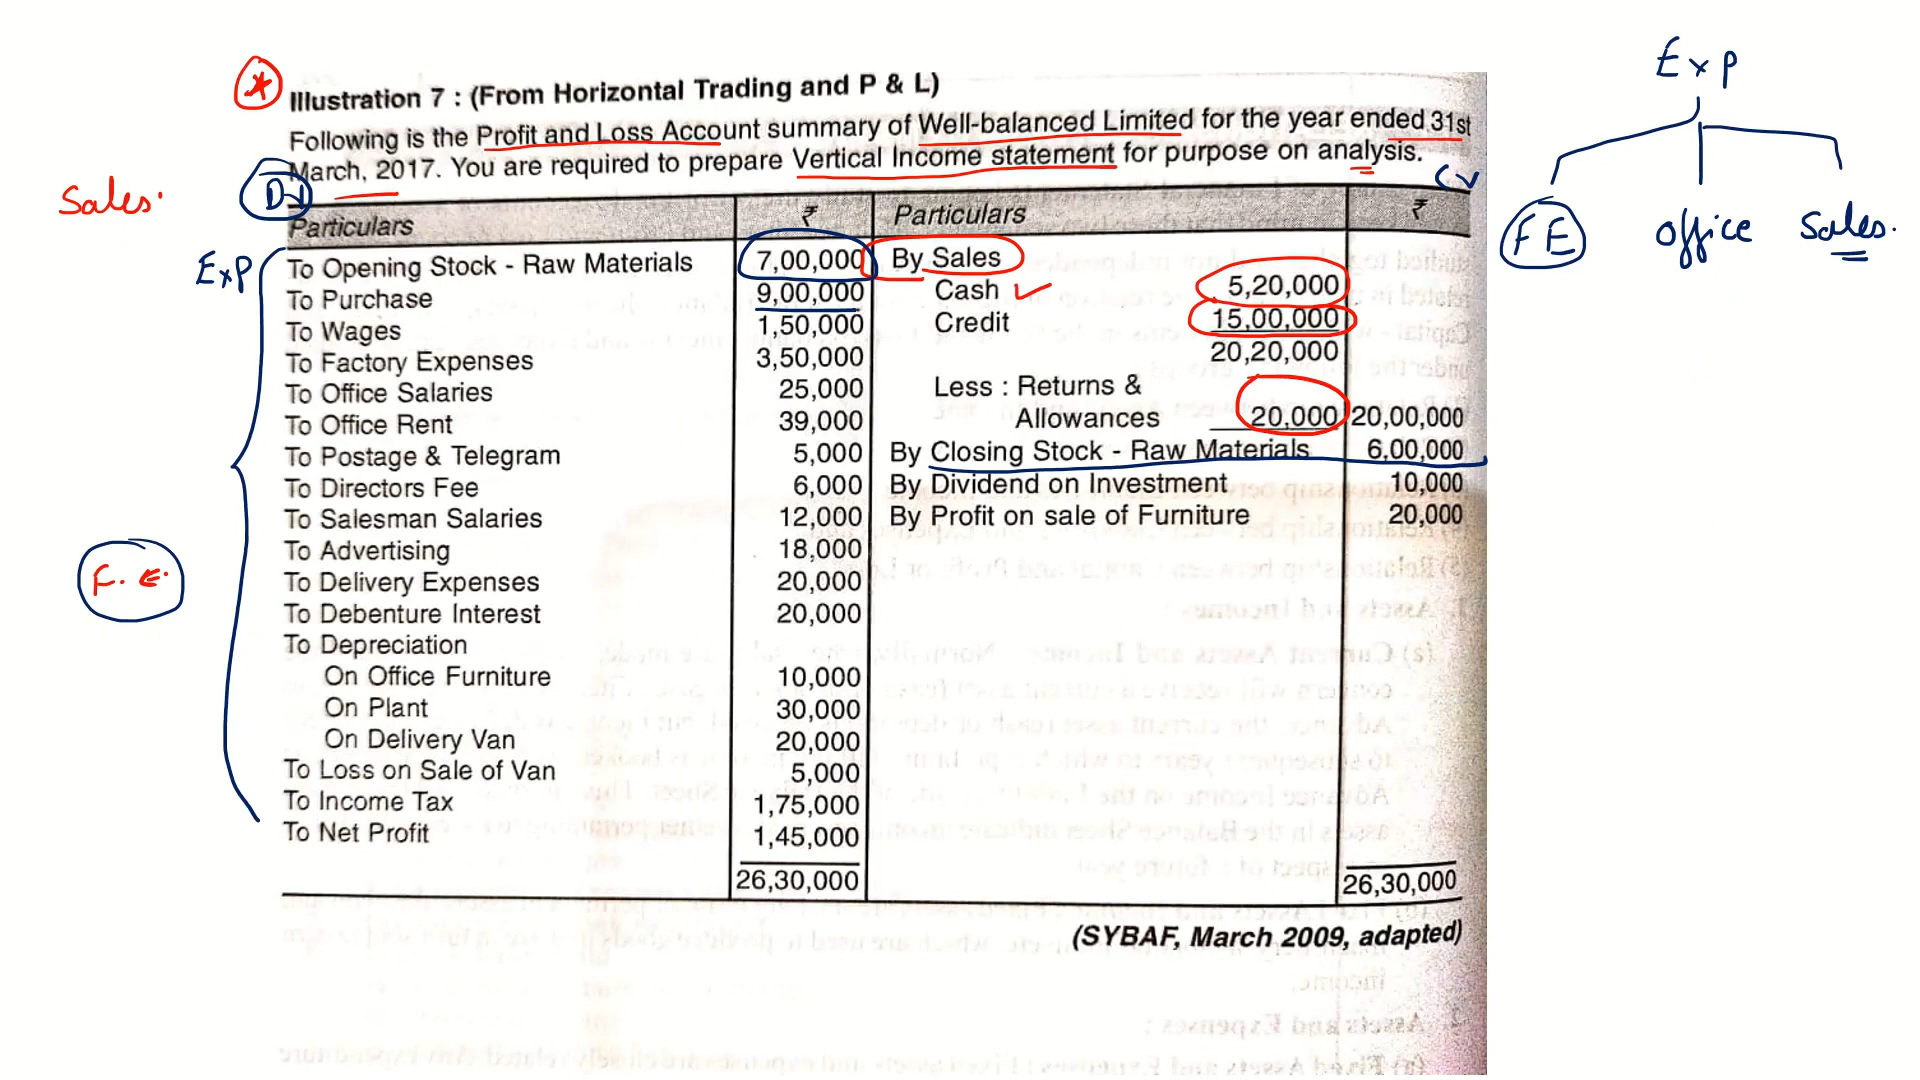 Illustration 7 : (From Horizontal Trading and P & L)
Following is the Profit and Loss Account summary of Well-balanced Limited for the year ended 31st
March, 2017. You are required to prepare Vertical Income statement for purpose on analysis.
Sales.
Dr
Cr
Particulars ₹ Particulars ₹
Exp
To Opening Stock - Raw Materials 7,00,000 By Sales
To Purchase 9,00,000 Cash 5,20,000
To Wages 1,50,000 Credit 15,00,000
To Factory Expenses 3,50,000 20,20,000
To Office Salaries 25,000 Less : Returns &
To Office Rent 39,000 Allowances 20,000 20,00,000
To Postage & Telegram 5,000 By Closing Stock - Raw Materials 6,00,000
To Directors Fee 6,000 By Dividend on Investment 10,000
To Salesman Salaries 12,000 By Profit on sale of Furniture 20,000
To Advertising 18,000
F. E.
To Delivery Expenses 20,000
To Debenture Interest 20,000
To Depreciation
On Office Furniture 10,000
On Plant 30,000
On Delivery Van 20,000
To Loss on Sale of Van 5,000
To Income Tax 1,75,000
To Net Profit 1,45,000
26,30,000 26,30,000
(SYBAF, March 2009, adapted)
Exp
FE office Sales.